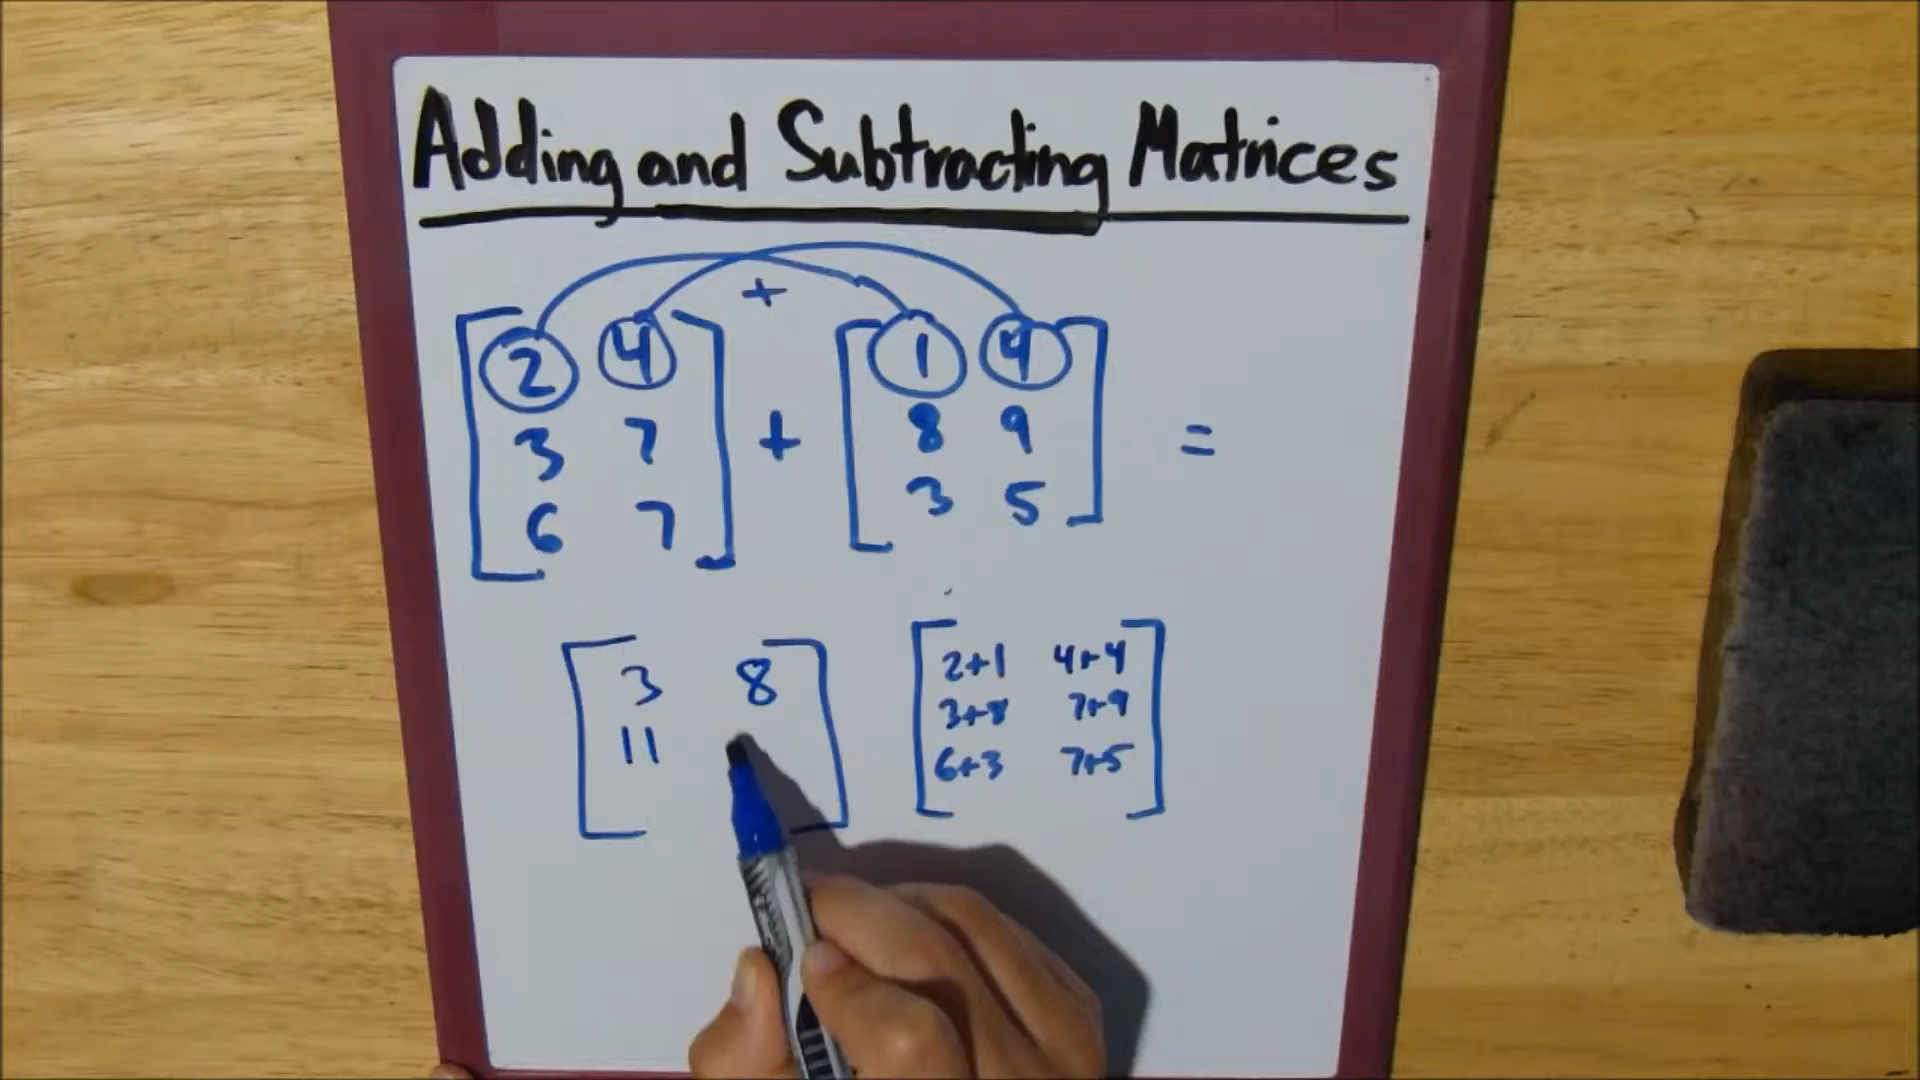 Adding and Subtracting Matrices
+
2 4 1 4
3 7 + 8 9 =
6 7 3 5
3 8 2+1 4+4
11 3+8 7+9
6+3 7+5